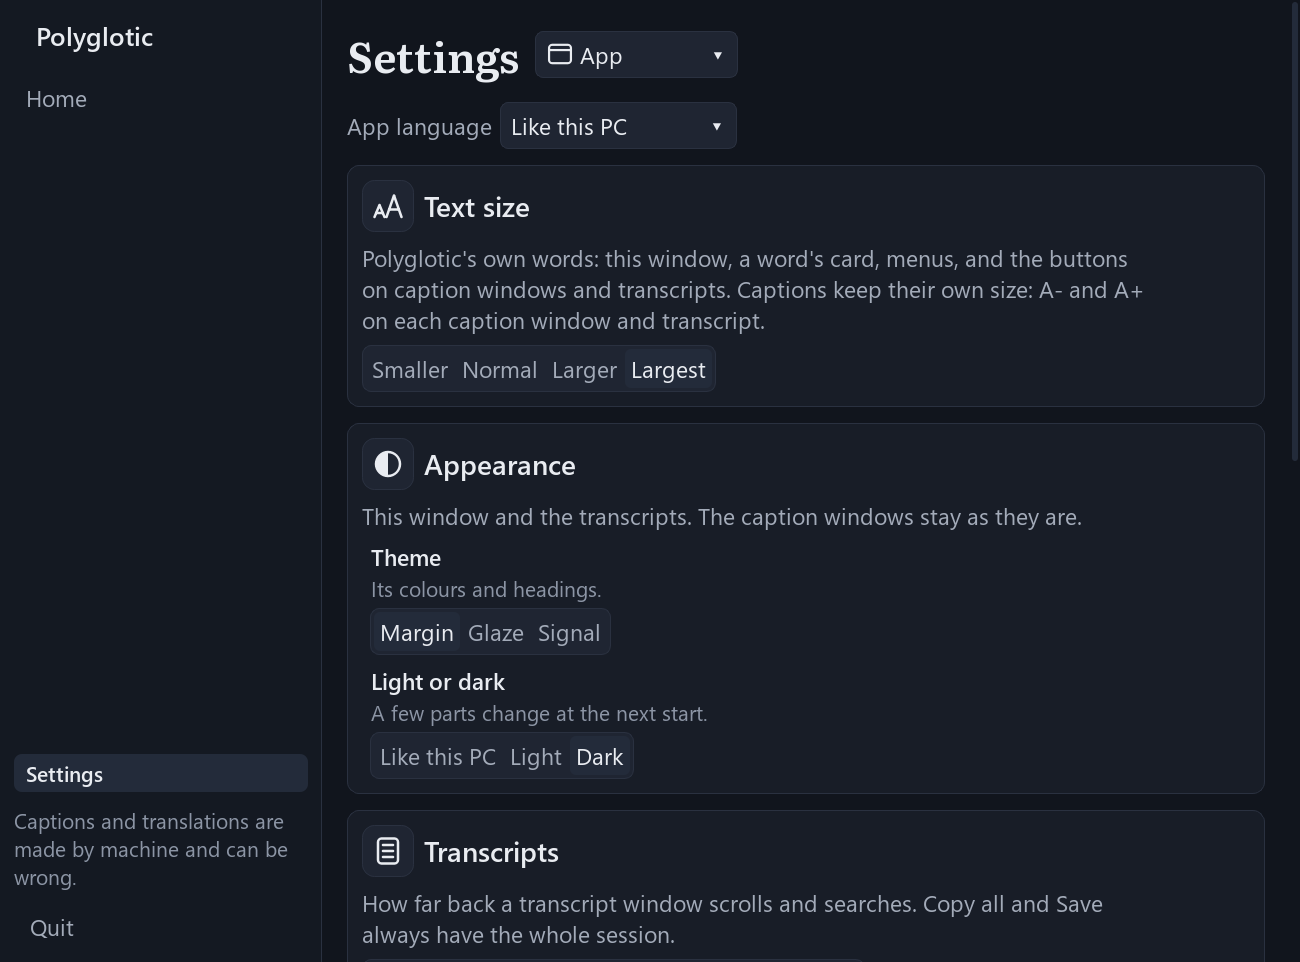 Polyglotic
Home
Settings
Captions and translations are
made by machine and can be
wrong.
Quit
Settings
App
App language
Like this PC
Text size
Polyglotic's own words: this window, a word's card, menus, and the buttons
on caption windows and transcripts. Captions keep their own size: A- and A+
on each caption window and transcript.
Smaller Normal Larger Largest
Appearance
This window and the transcripts. The caption windows stay as they are.
Theme
Its colours and headings.
Margin Glaze Signal
Light or dark
A few parts change at the next start.
Like this PC Light Dark
Transcripts
How far back a transcript window scrolls and searches. Copy all and Save
always have the whole session.